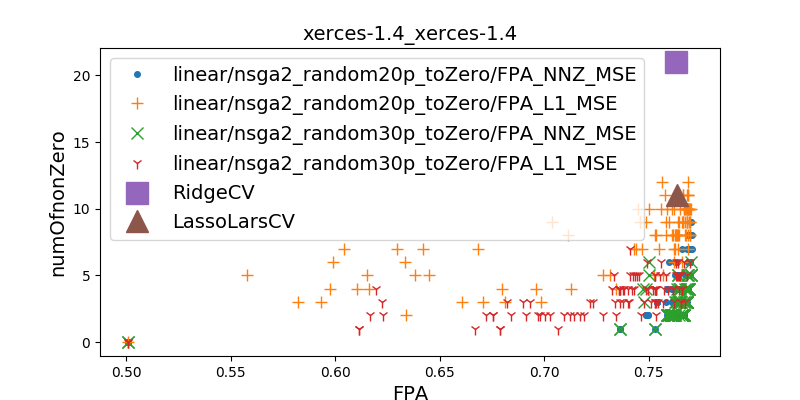 xerces-1.4_xerces-1.4
linear/nsga2_random20p_toZero/FPA_NNZ_MSE
linear/nsga2_random20p_toZero/FPA_L1_MSE
linear/nsga2_random30p_toZero/FPA_NNZ_MSE
linear/nsga2_random30p_toZero/FPA_L1_MSE
RidgeCV
LassoLarsCV
numOfnonZero
20
15
10
5
0
0.50 0.55 0.60 0.65 0.70 0.75
FPA